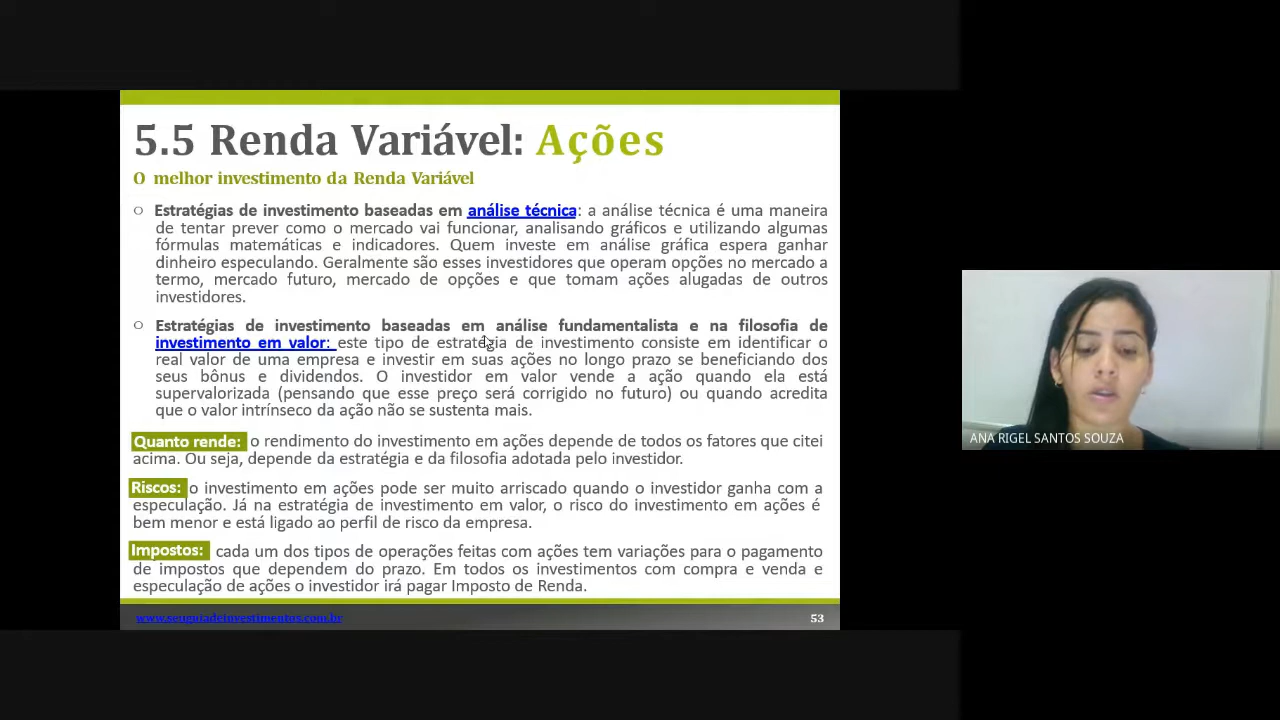 5.5 Renda Variável: Ações
O melhor investimento da Renda Variável
Estratégias de investimento baseadas em análise técnica: a análise técnica é uma maneira
de tentar prever como o mercado vai funcionar, analisando gráficos e utilizando algumas
fórmulas matemáticas e indicadores. Quem investe em análise gráfica espera ganhar
dinheiro especulando. Geralmente são esses investidores que operam opções no mercado a
termo, mercado futuro, mercado de opções e que tomam ações alugadas de outros
investidores.
Estratégias de investimento baseadas em análise fundamentalista e na filosofia de
investimento em valor: este tipo de estratégia de investimento consiste em identificar o
real valor de uma empresa e investir em suas ações no longo prazo se beneficiando dos
seus bônus e dividendos. O investidor em valor vende a ação quando ela está
supervalorizada (pensando que esse preço será corrigido no futuro) ou quando acredita
que o valor intrínseco da ação não se sustenta mais.
Quanto rende: o rendimento do investimento em ações depende de todos os fatores que citei
acima. Ou seja, depende da estratégia e da filosofia adotada pelo investidor.
Riscos: o investimento em ações pode ser muito arriscado quando o investidor ganha com a
especulação. Já na estratégia de investimento em valor, o risco do investimento em ações é
bem menor e está ligado ao perfil de risco da empresa.
Impostos: cada um dos tipos de operações feitas com ações tem variações para o pagamento
de impostos que dependem do prazo. Em todos os investimentos com compra e venda e
especulação de ações o investidor irá pagar Imposto de Renda.
www.seuguiadeinvestimentos.com.br
53
ANA RIGEL SANTOS SOUZA